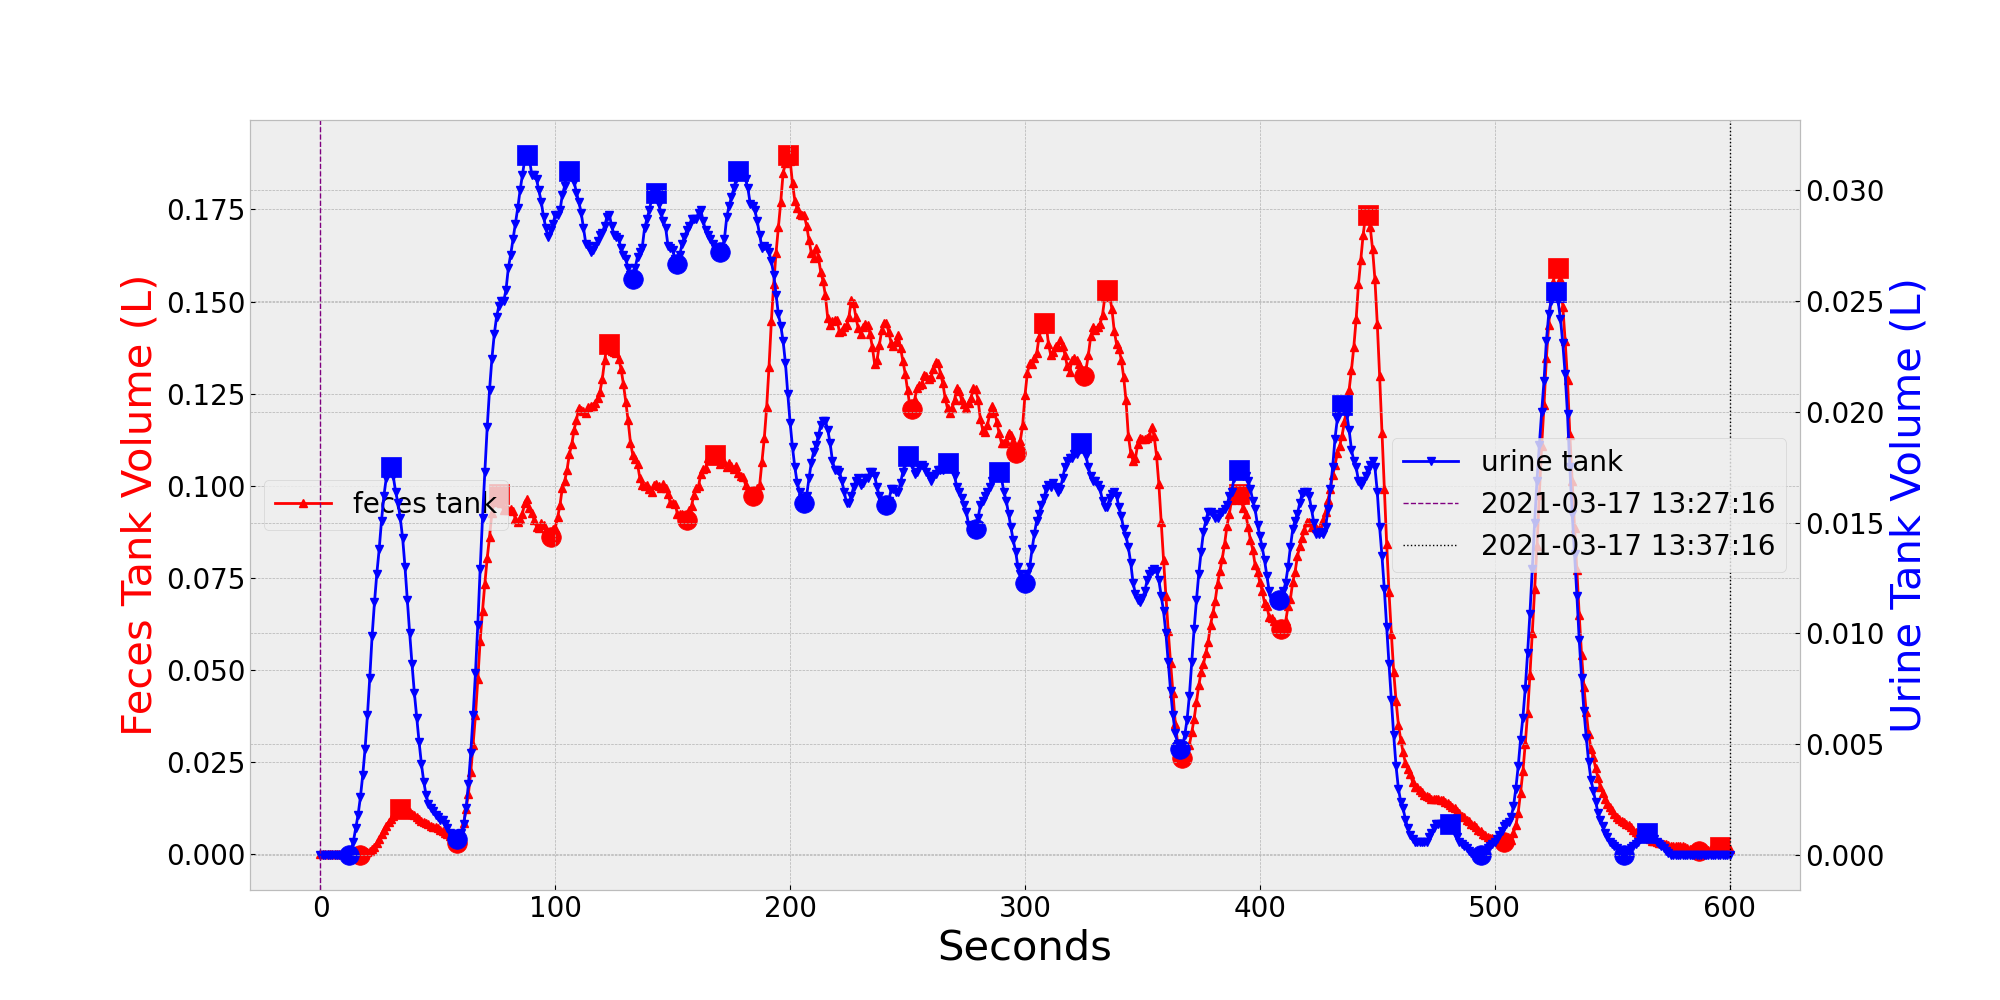 Feces Tank Volume (L)
0.175
0.150
0.125
0.100
0.075
0.050
0.025
0.000
feces tank
urine tank
2021-03-17 13:27:16
2021-03-17 13:37:16
0.030
0.025
0.020
0.015
0.010
0.005
0.000
Urine Tank Volume (L)
0 100 200 300 400 500 600
Seconds